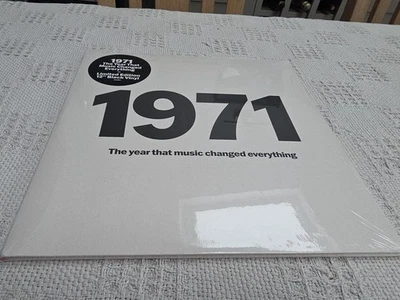 1971
The Year That
Music Changed
Everything
Limited Edition
12" Black Vinyl
1971
The year that music changed everything